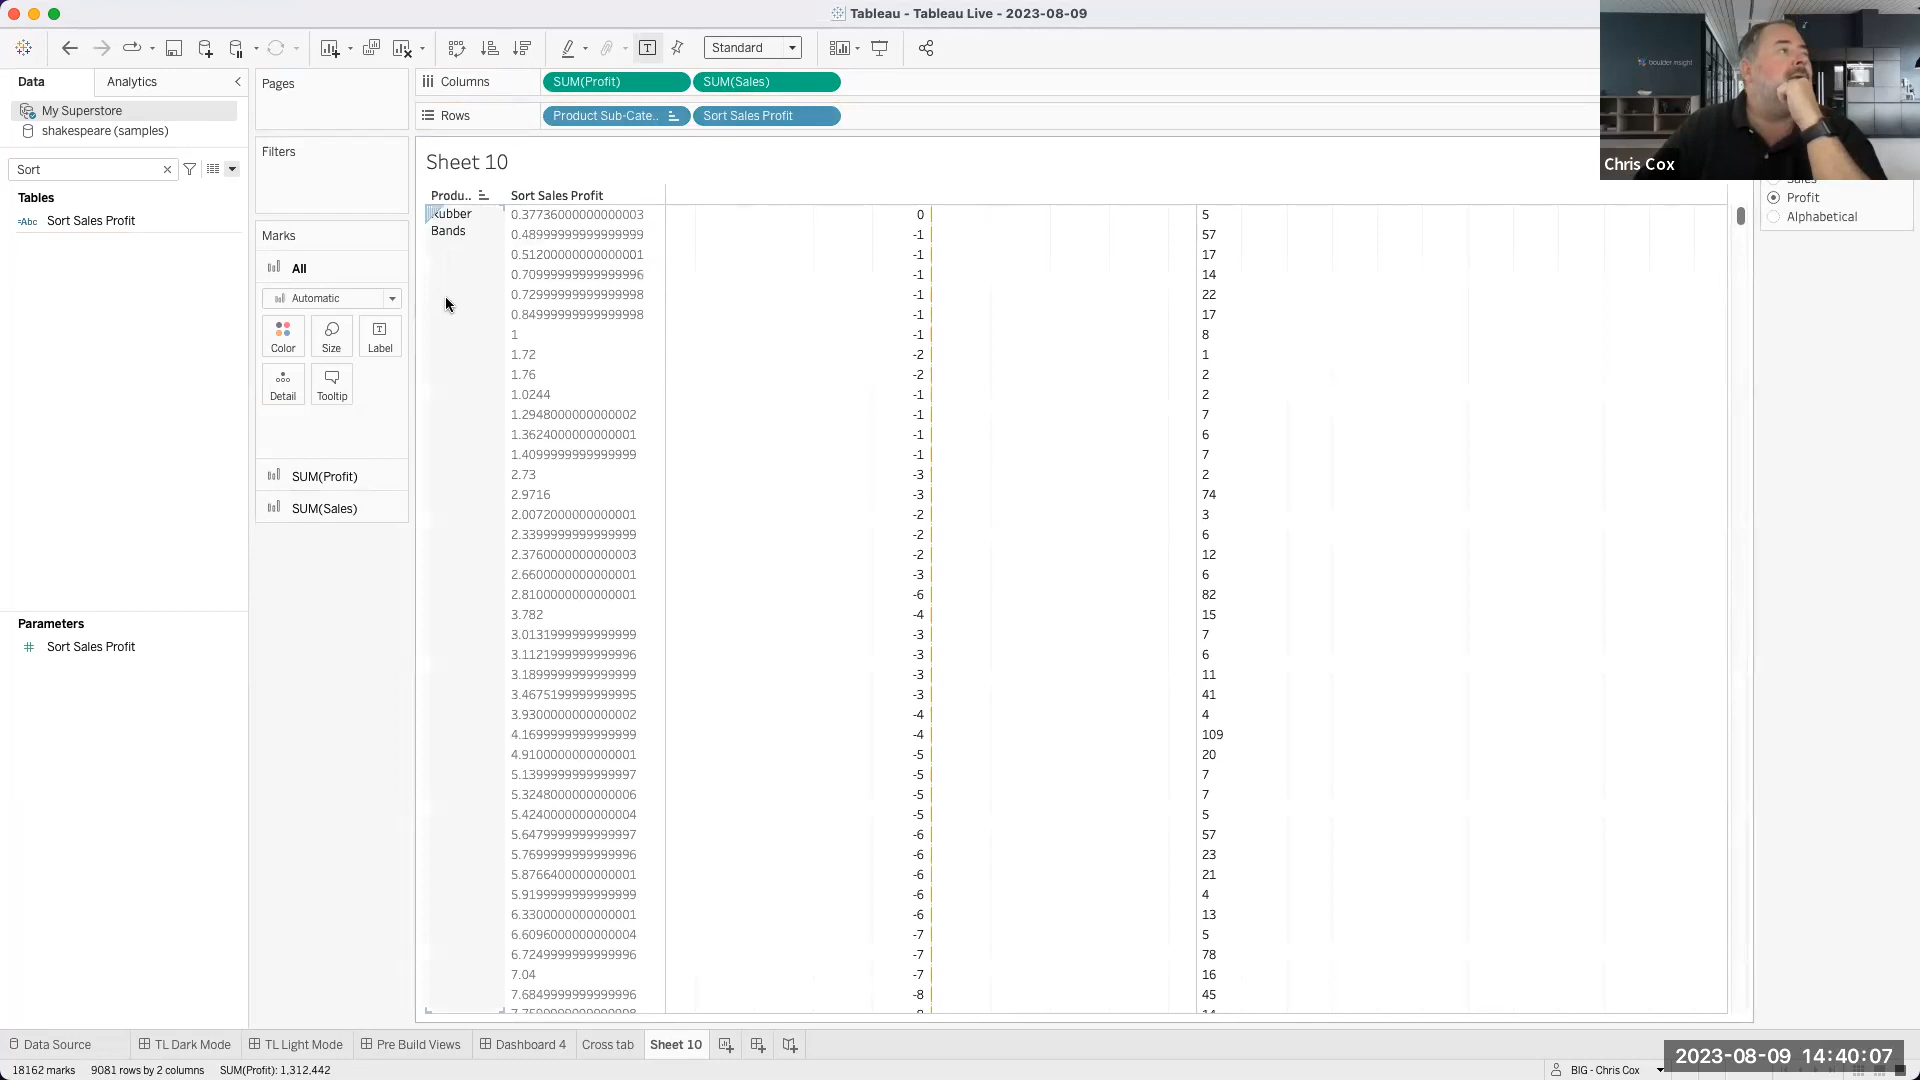 Tableau - Tableau Live - 2023-08-09
Standard
boulder insight
Chris Cox
Data
Analytics
My Superstore
shakespeare (samples)
Sort
Tables
Abc Sort Sales Profit
Parameters
# Sort Sales Profit
Pages
Filters
Marks
All
Automatic
Color
Size
Label
Detail
Tooltip
SUM(Profit)
SUM(Sales)
Columns
SUM(Profit)
SUM(Sales)
Rows
Product Sub-Cate..
Sort Sales Profit
Sheet 10
Produ..
Sort Sales Profit
Rubber
Bands
0.37736000000000003 0 5
0.48999999999999999 -1 57
0.51200000000000001 -1 17
0.70999999999999996 -1 14
0.72999999999999998 -1 22
0.84999999999999998 -1 17
1 -1 8
1.72 -2 1
1.76 -2 2
1.0244 -1 2
1.2948000000000002 -1 7
1.3624000000000001 -1 6
1.4099999999999999 -1 7
2.73 -3 2
2.9716 -3 74
2.0072000000000001 -2 3
2.3399999999999999 -2 6
2.3760000000000003 -2 12
2.6600000000000001 -3 6
2.8100000000000001 -6 82
3.782 -4 15
3.0131999999999999 -3 7
3.1121999999999996 -3 6
3.1899999999999999 -3 11
3.4675199999999995 -3 41
3.9300000000000002 -4 4
4.1699999999999999 -4 109
4.9100000000000001 -5 20
5.1399999999999997 -5 7
5.3248000000000006 -5 7
5.4240000000000004 -5 5
5.6479999999999997 -6 57
5.7699999999999996 -6 23
5.8766400000000001 -6 21
5.9199999999999999 -6 4
6.3300000000000001 -6 13
6.6096000000000004 -7 5
6.7249999999999996 -7 78
7.04 -7 16
7.6849999999999996 -8 45
Sales
Profit
Alphabetical
Data Source
TL Dark Mode
TL Light Mode
Pre Build Views
Dashboard 4
Cross tab
Sheet 10
18162 marks
9081 rows by 2 columns
SUM(Profit): 1,312,442
BIG - Chris Cox
2023-08-09 14:40:07